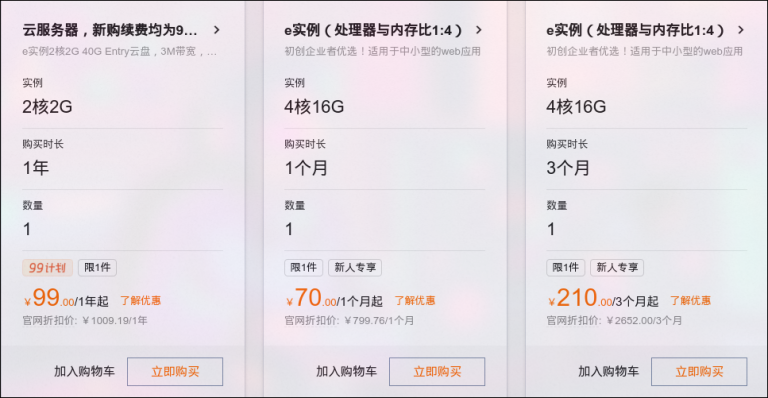 云服务器，新购续费均为9...
e实例2核2G 40G Entry云盘，3M带宽，...
实例
2核2G
购买时长
1年
数量
1
99计划 限1件
￥99.00/1年起 了解优惠
官网折扣价: ￥1009.19/1年
加入购物车 立即购买
e实例（处理器与内存比1:4）
初创企业者优选！适用于中小型的web应用
实例
4核16G
购买时长
1个月
数量
1
限1件 新人专享
￥70.00/1个月起 了解优惠
官网折扣价: ￥799.76/1个月
加入购物车 立即购买
e实例（处理器与内存比1:4）
初创企业者优选！适用于中小型的web应用
实例
4核16G
购买时长
3个月
数量
1
限1件 新人专享
￥210.00/3个月起 了解优惠
官网折扣价: ￥2652.00/3个月
加入购物车 立即购买